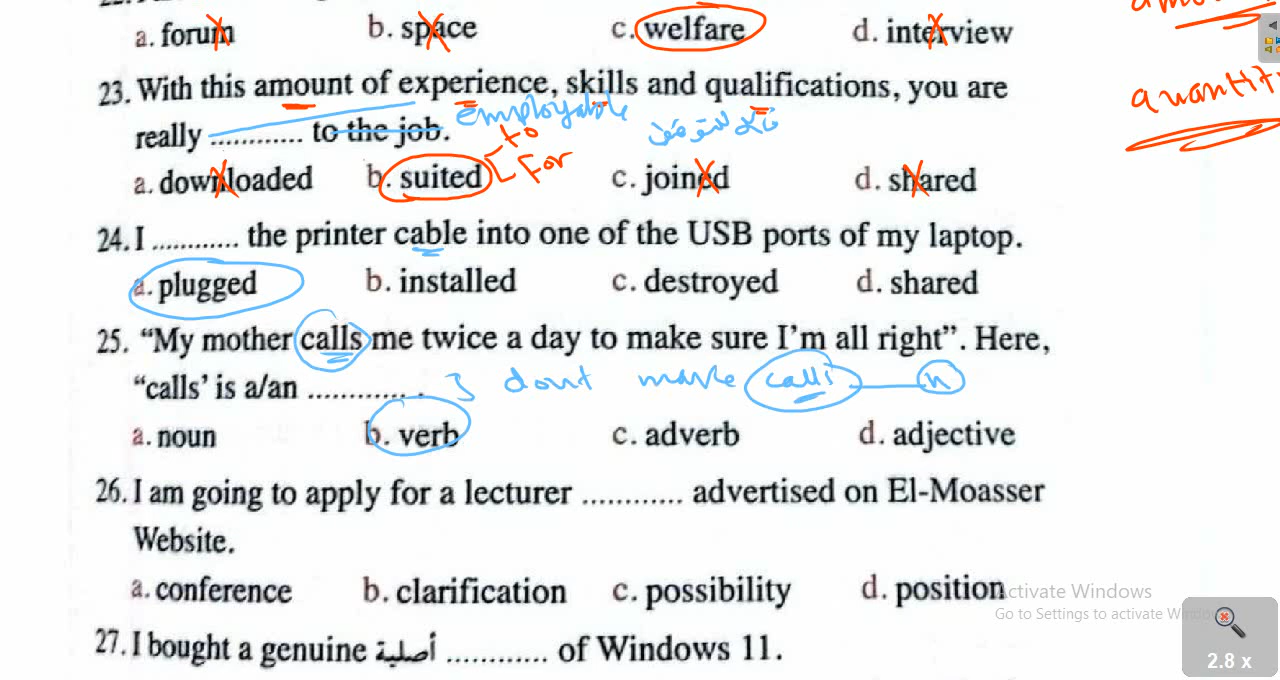 a. forum b. space c. welfare d. interview
23. With this amount of experience, skills and qualifications, you are
really ............ to the job. employable
to
a. downloaded b. suited c. joined d. shared
For
24. I ............ the printer cable into one of the USB ports of my laptop.
a. plugged b. installed c. destroyed d. shared
25. “My mother calls me twice a day to make sure I’m all right”. Here,
“calls’ is a/an ............. dont make calls n
a. noun b. verb c. adverb d. adjective
26. I am going to apply for a lecturer ............ advertised on El-Moasser
Website.
a. conference b. clarification c. possibility d. position
Activate Windows
Go to Settings to activate Windows
27. I bought a genuine أصلية ............ of Windows 11.
2.8 x